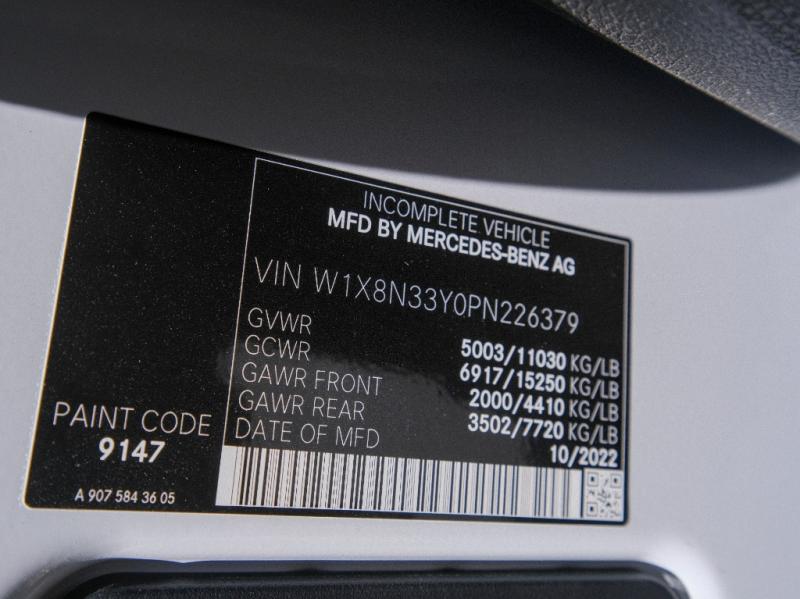 INCOMPLETE VEHICLE
MFD BY MERCEDES-BENZ AG
VIN W1X8N33Y0PN226379
GVWR 5003/11030 KG/LB
GCWR 6917/15250 KG/LB
GAWR FRONT 2000/4410 KG/LB
GAWR REAR 3502/7720 KG/LB
DATE OF MFD 10/2022
PAINT CODE
9147
A 907 584 36 05